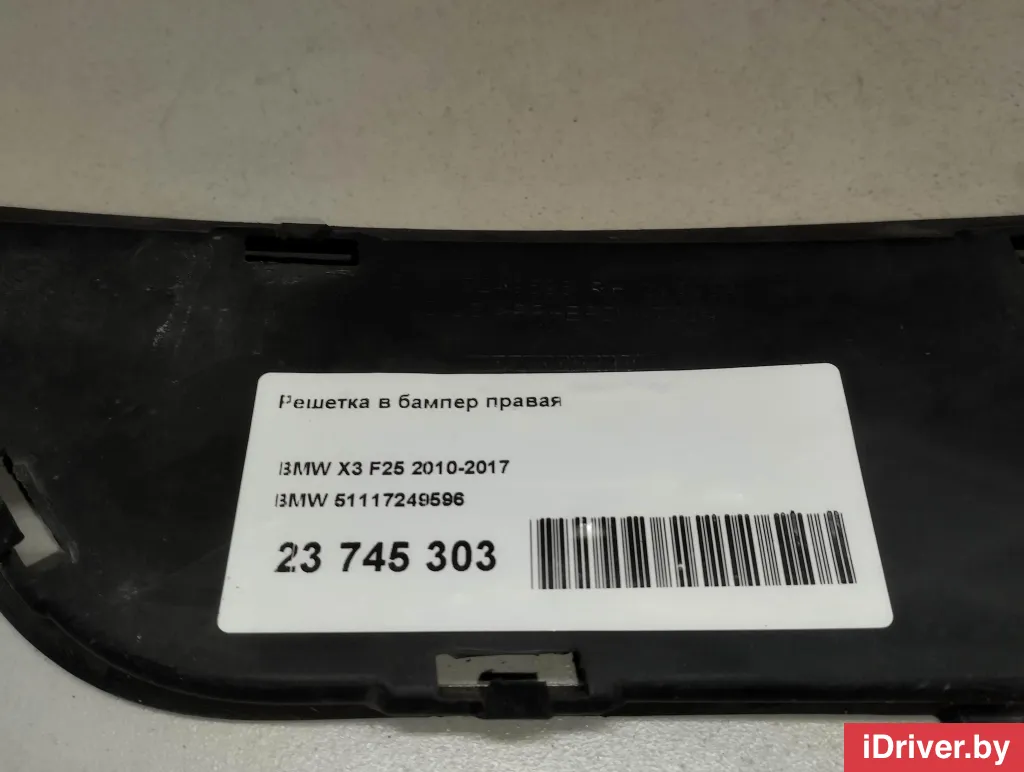 Решетка в бампер правая
BMW X3 F25 2010-2017
BMW 51117249596
23 745 303
iDriver.by